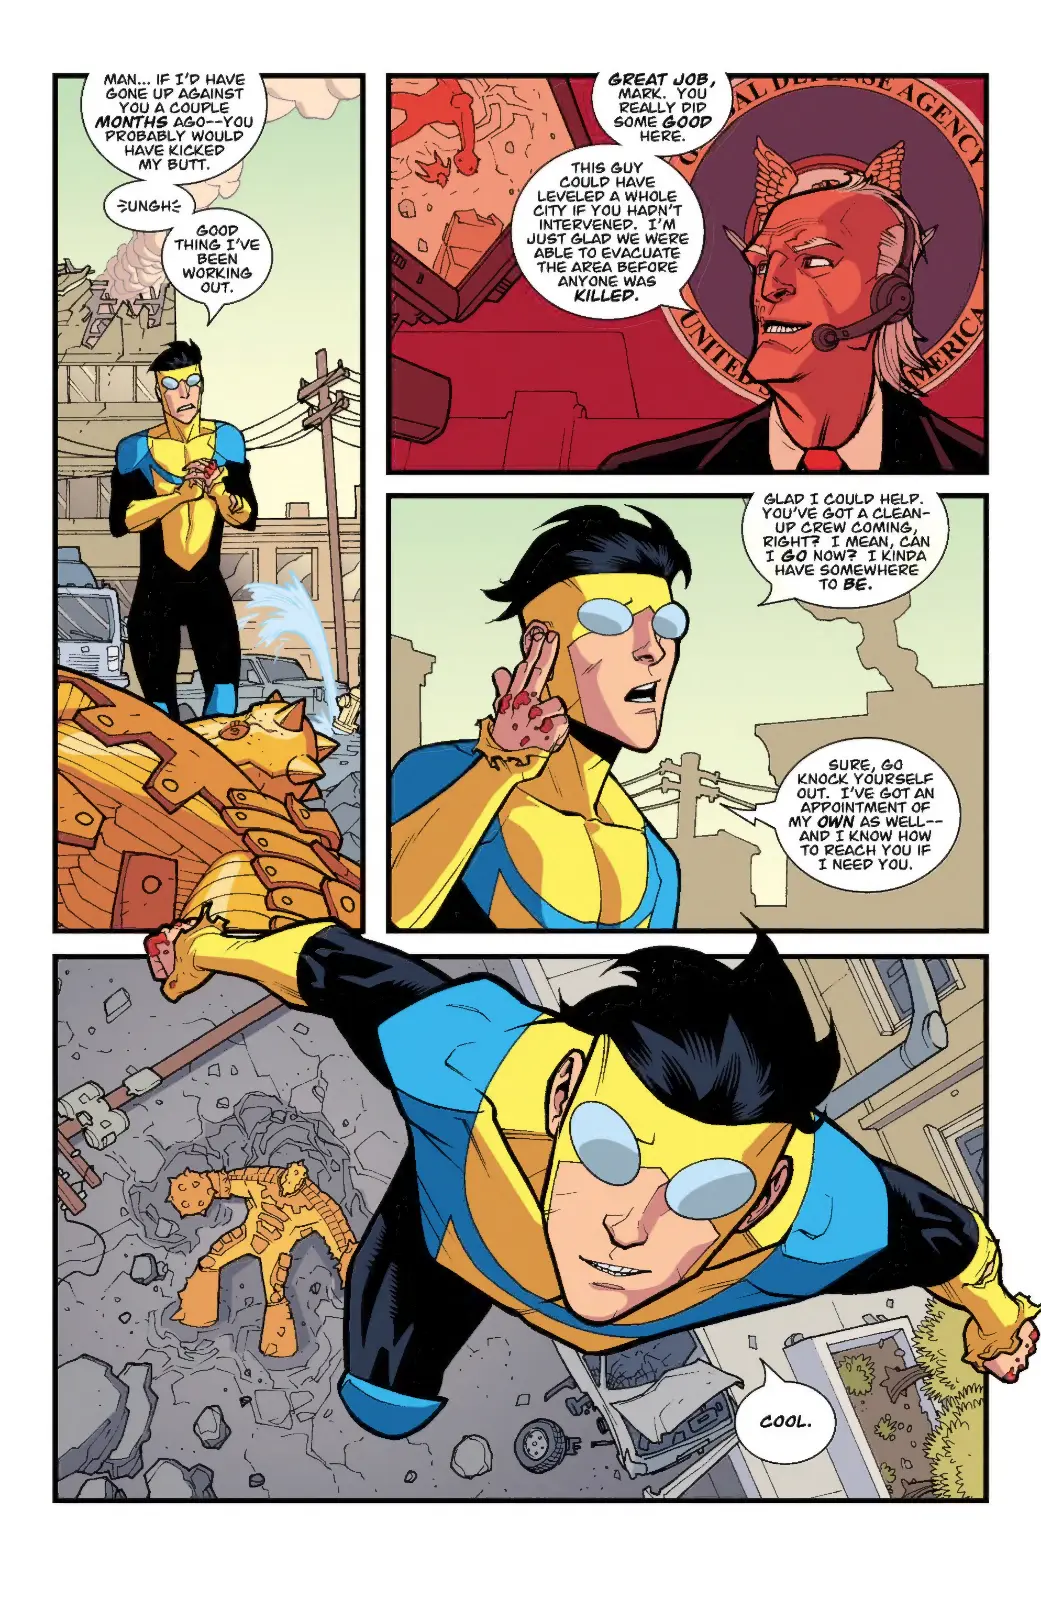 MAN... IF I'D HAVE
GONE UP AGAINST
YOU A COUPLE
MONTHS AGO--YOU
PROBABLY WOULD
HAVE KICKED
MY BUTT.
UNGH
GOOD
THING I'VE
BEEN
WORKING
OUT.
GREAT JOB,
MARK. YOU
REALLY DID
SOME GOOD
HERE.
THIS GUY
COULD HAVE
LEVELED A WHOLE
CITY IF YOU HADN'T
INTERVENED. I'M
JUST GLAD WE WERE
ABLE TO EVACUATE
THE AREA BEFORE
ANYONE WAS
KILLED.
DEFENSE AGENCY
UNITE
MERICA
GLAD I COULD HELP.
YOU'VE GOT A CLEAN-
UP CREW COMING,
RIGHT? I MEAN, CAN
I GO NOW? I KINDA
HAVE SOMEWHERE
TO BE.
SURE, GO
KNOCK YOURSELF
OUT. I'VE GOT AN
APPOINTMENT OF
MY OWN AS WELL--
AND I KNOW HOW
TO REACH YOU IF
I NEED YOU.
COOL.